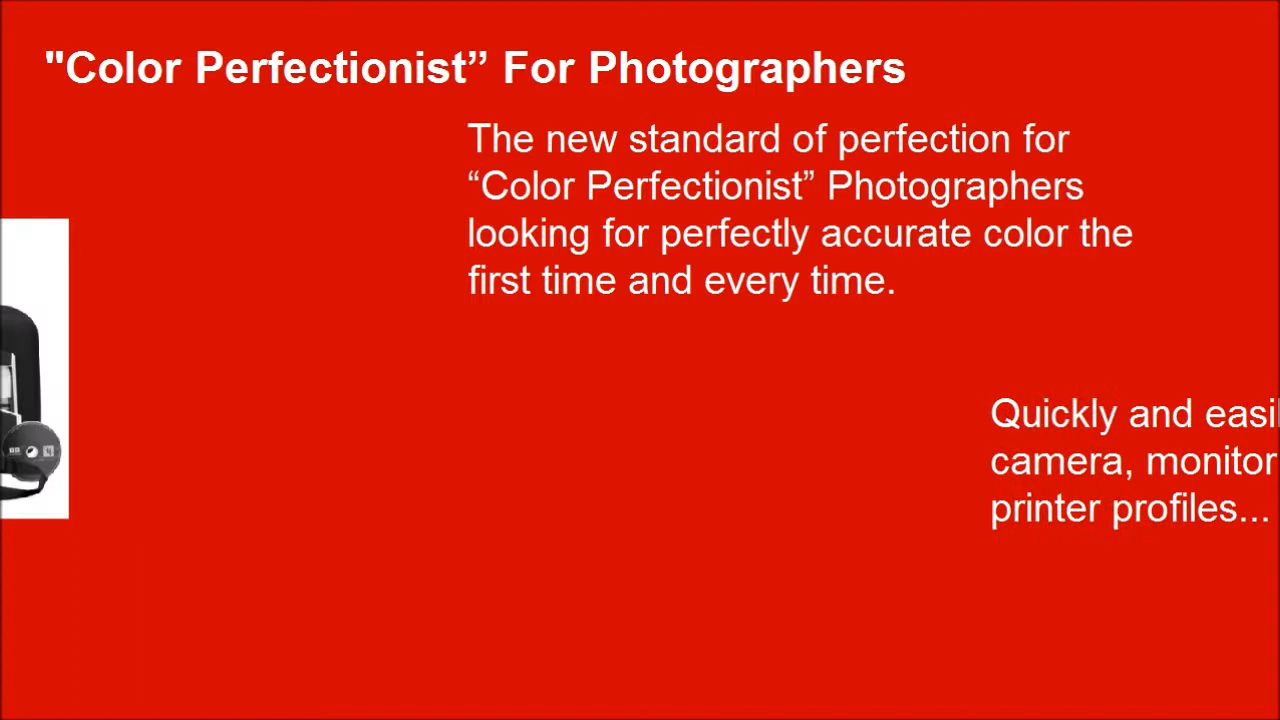 "Color Perfectionist” For Photographers
The new standard of perfection for
“Color Perfectionist” Photographers
looking for perfectly accurate color the
first time and every time.
Quickly and
camera, monitor
printer profiles...